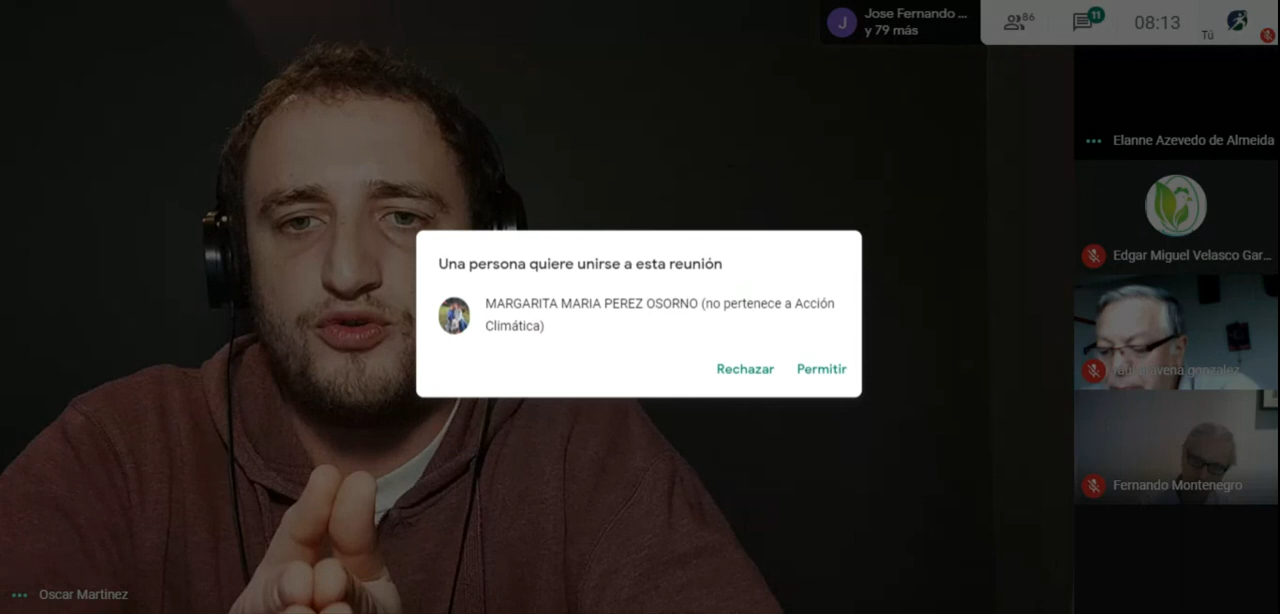 Jose Fernando ...
y 79 más
86
11
08:13
Tú
J
Elanne Azevedo de Almeida
Edgar Miguel Velasco Gar...
Una persona quiere unirse a esta reunión
MARGARITA MARIA PEREZ OSORNO (no pertenece a Acción
Climática)
Rechazar Permitir
gonzalez
Fernando Montenegro
Oscar Martinez